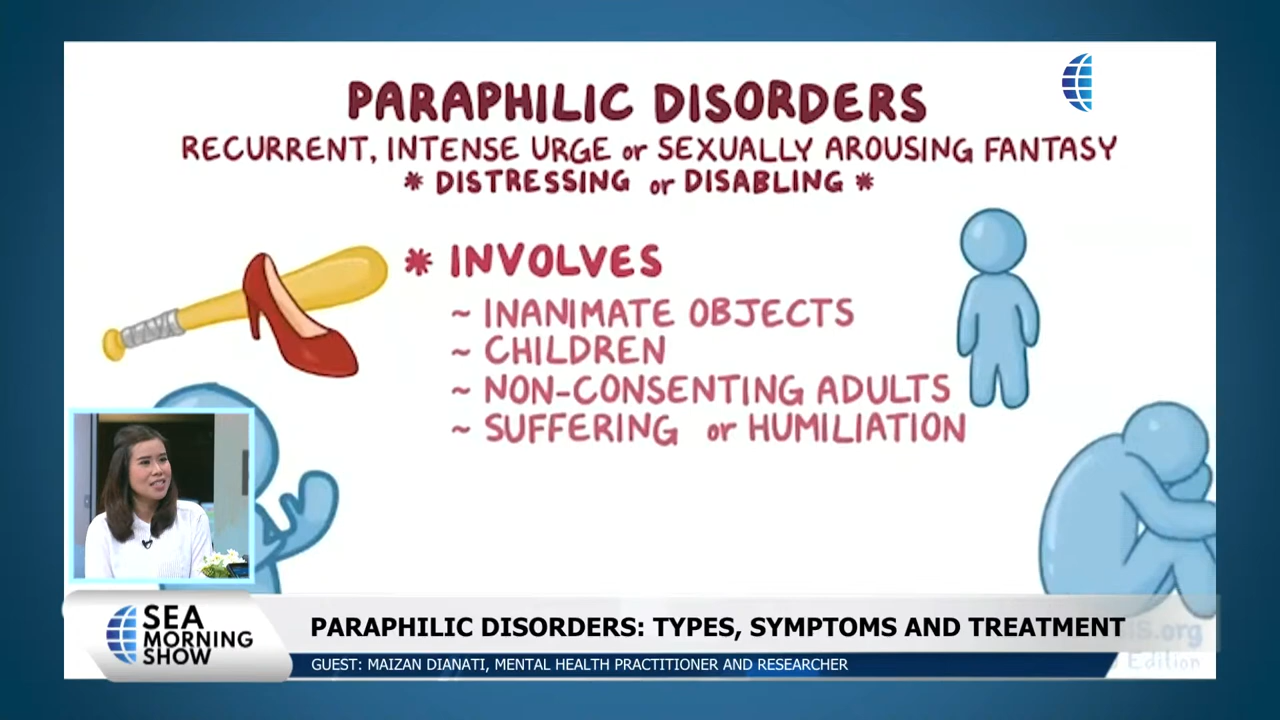 PARAPHILIC DISORDERS
RECURRENT, INTENSE URGE or SEXUALLY AROUSING FANTASY
* DISTRESSING or DISABLING *
* INVOLVES
~ INANIMATE OBJECTS
~ CHILDREN
~ NON-CONSENTING ADULTS
~ SUFFERING or HUMILIATION
SEA
MORNING
SHOW
PARAPHILIC DISORDERS: TYPES, SYMPTOMS AND TREATMENT
GUEST: MAIZAN DIANATI, MENTAL HEALTH PRACTITIONER AND RESEARCHER
.org
Edition